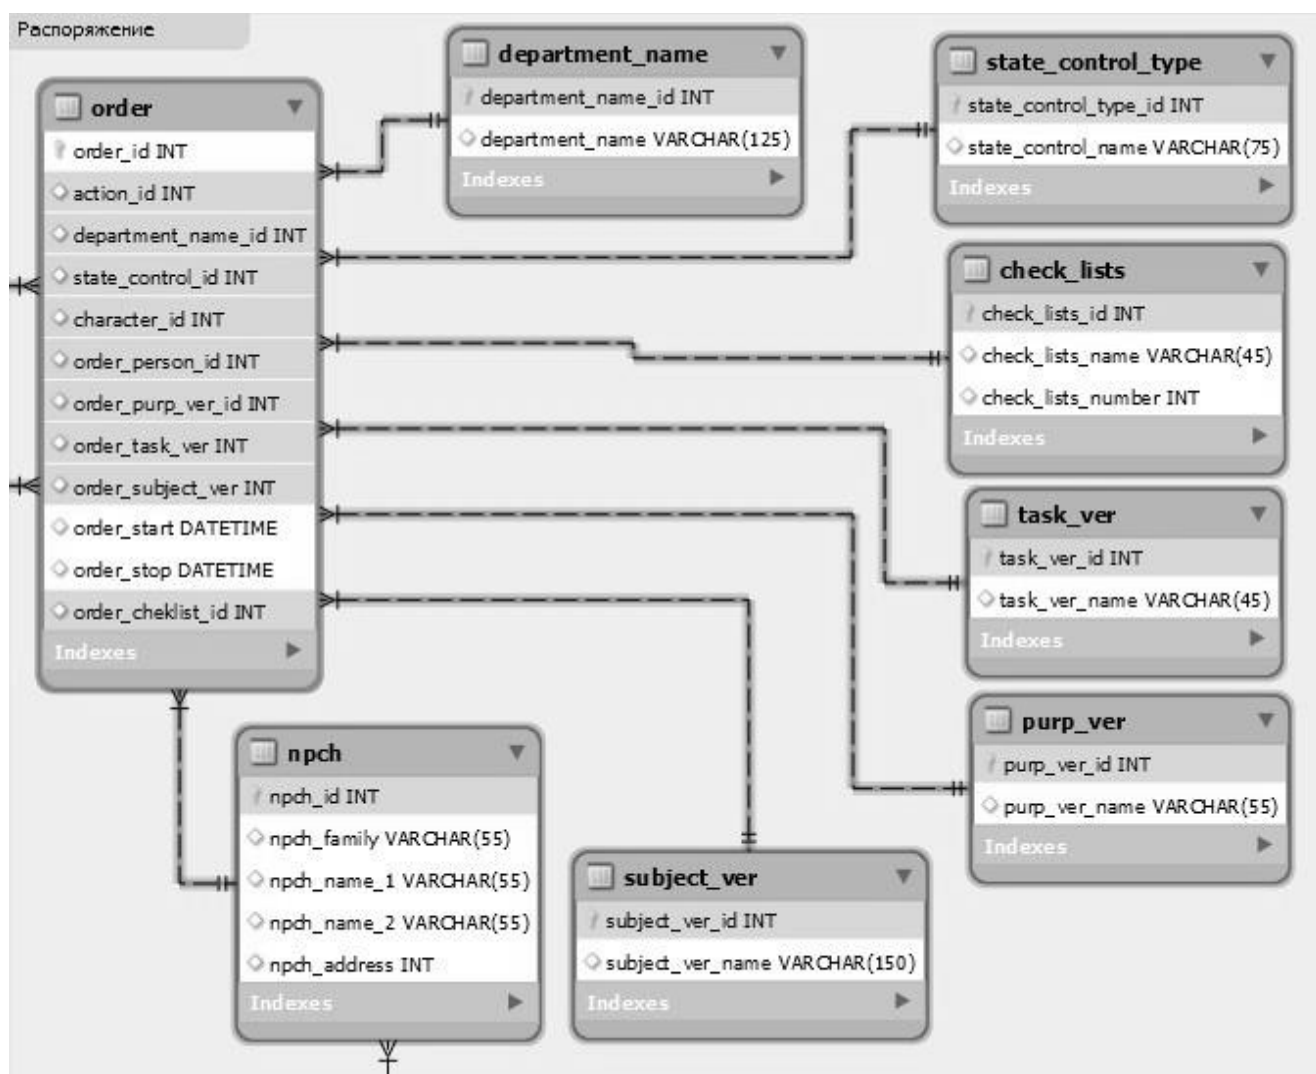 Распоряжение
order
order_id INT
action_id INT
department_name_id INT
state_control_id INT
character_id INT
order_person_id INT
order_purp_ver_id INT
order_task_ver INT
order_subject_ver INT
order_start DATETIME
order_stop DATETIME
order_cheklist_id INT
Indexes
department_name
department_name_id INT
department_name VARCHAR(125)
Indexes
state_control_type
state_control_type_id INT
state_control_name VARCHAR(75)
Indexes
check_lists
check_lists_id INT
check_lists_name VARCHAR(45)
check_lists_number INT
Indexes
task_ver
task_ver_id INT
task_ver_name VARCHAR(45)
Indexes
purp_ver
purp_ver_id INT
purp_ver_name VARCHAR(55)
Indexes
npch
npch_id INT
npch_family VARCHAR(55)
npch_name_1 VARCHAR(55)
npch_name_2 VARCHAR(55)
npch_address INT
Indexes
subject_ver
subject_ver_id INT
subject_ver_name VARCHAR(150)
Indexes